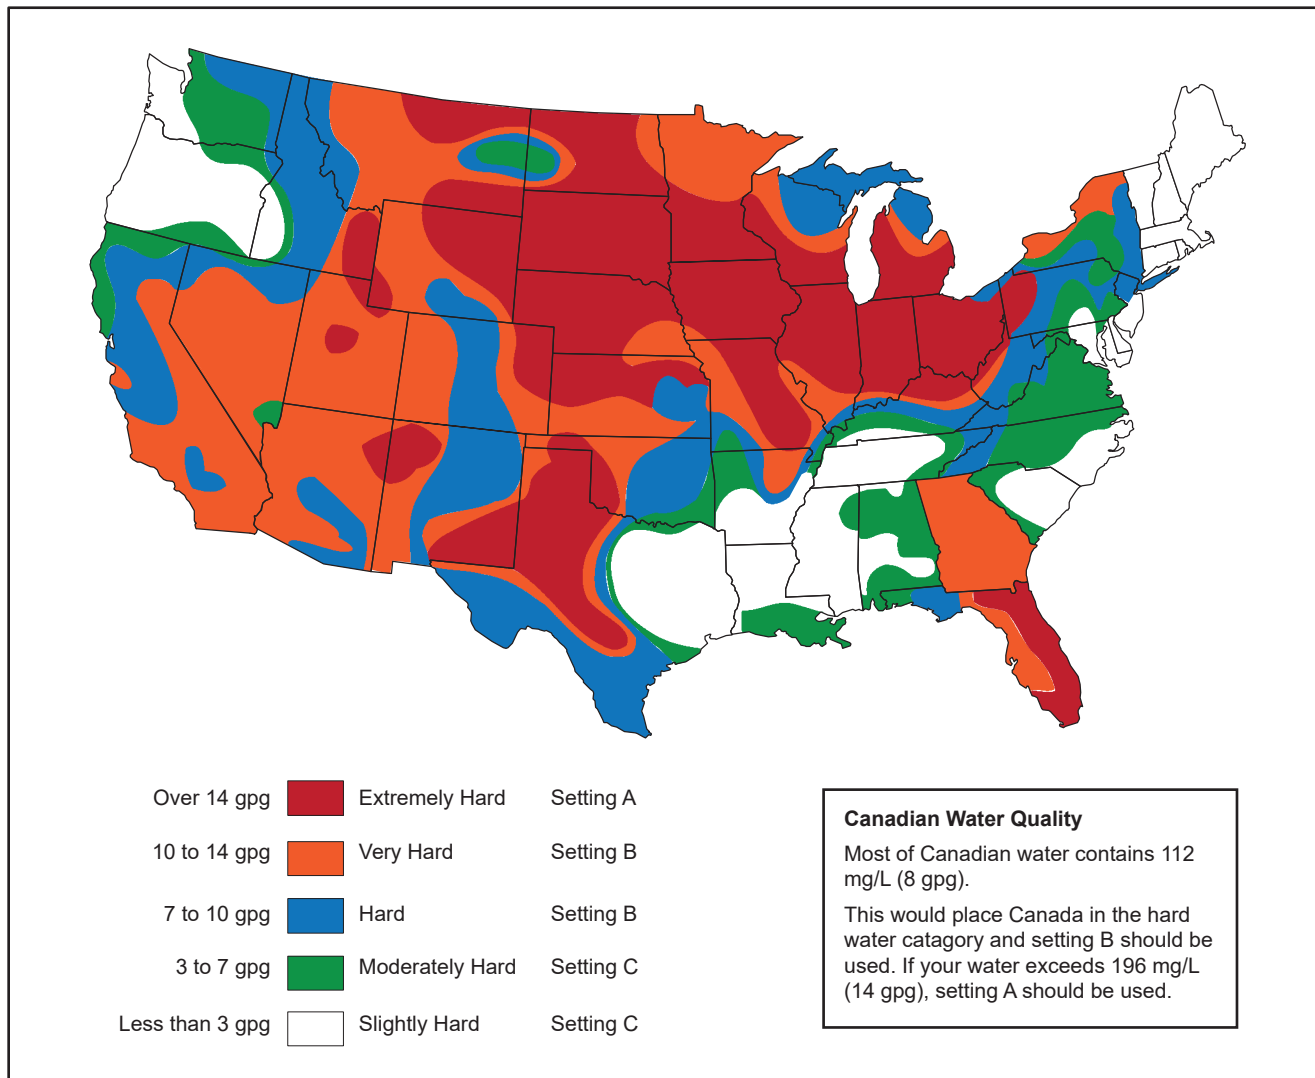 Over 14 gpg Extremely Hard Setting A
10 to 14 gpg Very Hard Setting B
7 to 10 gpg Hard Setting B
3 to 7 gpg Moderately Hard Setting C
Less than 3 gpg Slightly Hard Setting C
Canadian Water Quality
Most of Canadian water contains 112
mg/L (8 gpg).
This would place Canada in the hard
water catagory and setting B should be
used. If your water exceeds 196 mg/L
(14 gpg), setting A should be used.